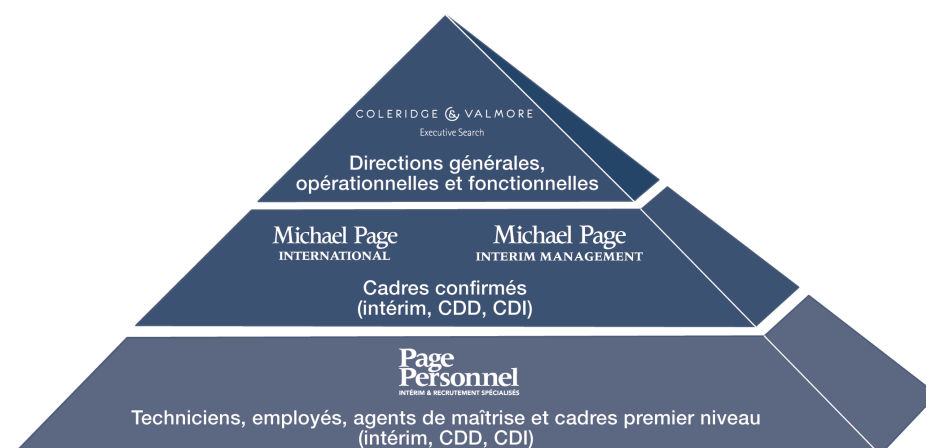 COLERIDGE & VALMORE
Executive Search
Directions générales,
opérationnelles et fonctionnelles
Michael Page
INTERNATIONAL
Michael Page
INTERIM MANAGEMENT
Cadres confirmés
(intérim, CDD, CDI)
Page
Personnel
INTÉRIM & RECRUTEMENT SPÉCIALISÉS
Techniciens, employés, agents de maîtrise et cadres premier niveau
(intérim, CDD, CDI)